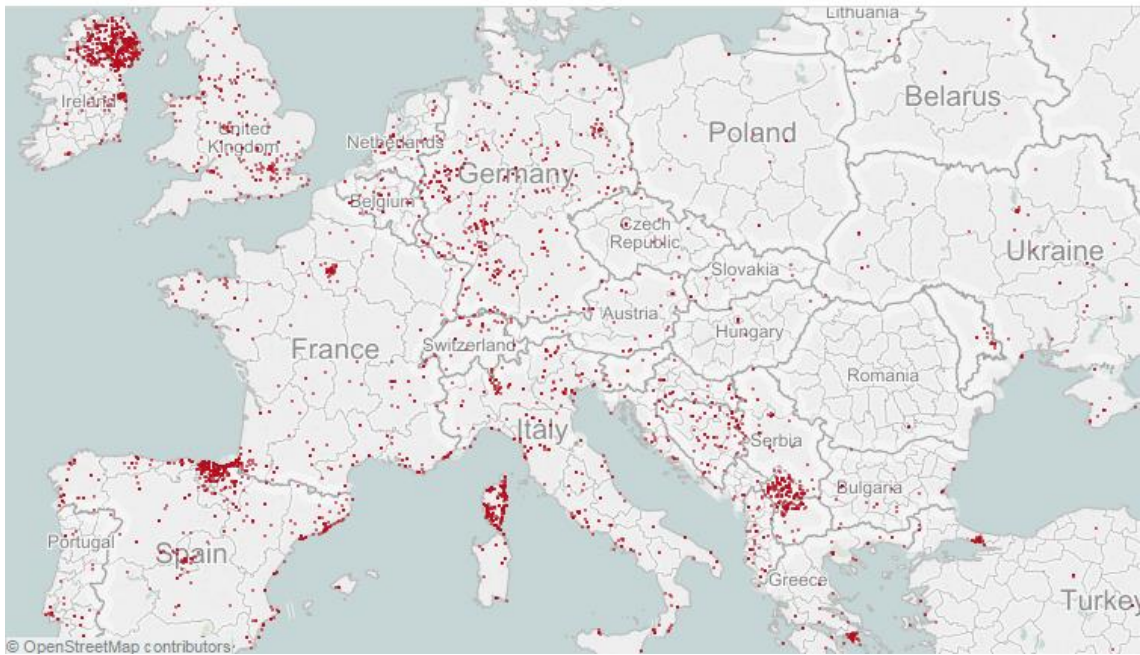 Lithuania
Belarus
Ireland
United
Kingdom
Netherlands
Poland
Germany
Belgium
Czech
Republic
Ukraine
Slovakia
Austria
Hungary
France
Switzerland
Romania
Italy
Serbia
Bulgaria
Portugal
Spain
Greece
Turkey
© OpenStreetMap contributors